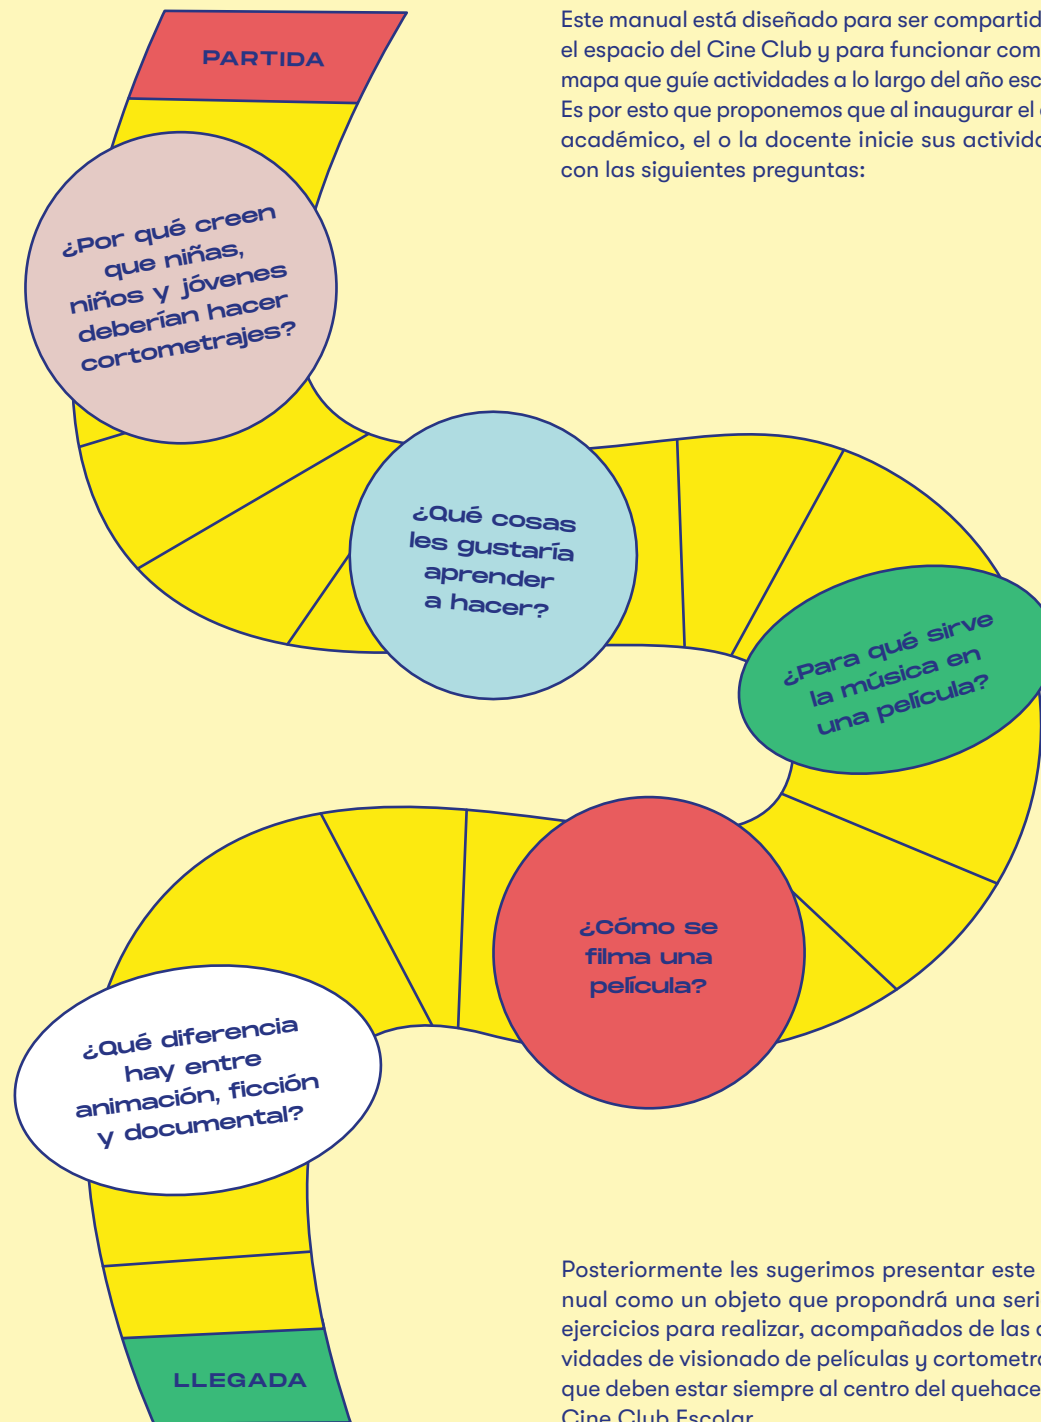 PARTIDA
Este manual está diseñado para ser compartid
el espacio del Cine Club y para funcionar com
mapa que guíe actividades a lo largo del año esc
Es por esto que proponemos que al inaugurar el
académico, el o la docente inicie sus activida
con las siguientes preguntas:
¿Por qué creen
que niñas,
niños y jóvenes
deberían hacer
cortometrajes?
¿Qué cosas
les gustaría
aprender
a hacer?
¿Para qué sirve
la música en
una película?
¿Cómo se
filma una
película?
¿Qué diferencia
hay entre
animación, ficción
y documental?
Posteriormente les sugerimos presentar este
nual como un objeto que propondrá una seri
ejercicios para realizar, acompañados de las
vidades de visionado de películas y cortometr
que deben estar siempre al centro del quehace
Cine Club Escolar.
LLEGADA